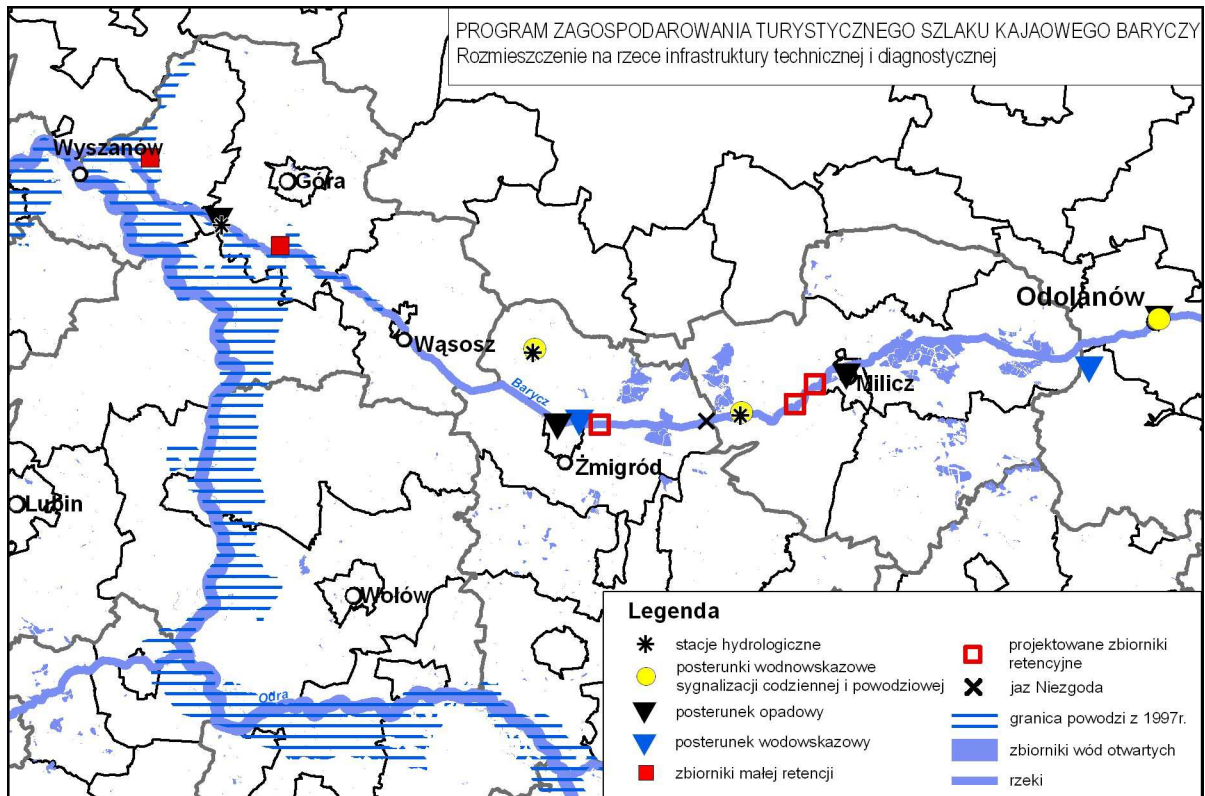 PROGRAM ZAGOSPODAROWANIA TURYSTYCZNEGO SZLAKU KAJAOWEGO BARYCZY
Rozmieszczenie na rzece infrastruktury technicznej i diagnostycznej
Wyszanów
Góra
Odolanów
Wąsosz
Barycz
Milicz
Żmigród
Lubin
Wołów
Odra
Legenda
stacje hydrologiczne
posterunki wodnowskazowe
sygnalizacji codziennej i powodziowej
posterunek opadowy
posterunek wodowskazowy
zbiorniki małej retencji
projektowane zbiorniki
retencyjne
jaz Niezgoda
granica powodzi z 1997r.
zbiorniki wód otwartych
rzeki